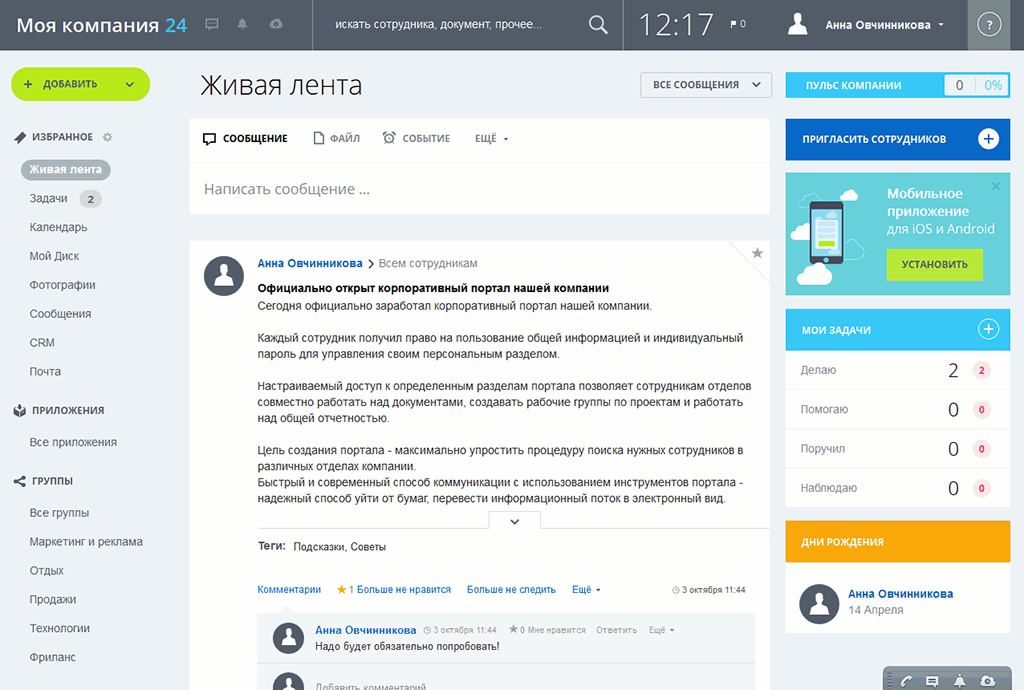 Моя компания 24
искать сотрудника, документ, прочее...
12:17
0
Анна Овчинникова
?
+ ДОБАВИТЬ
ИЗБРАННОЕ
Живая лента
Задачи 2
Календарь
Мой Диск
Фотографии
Сообщения
CRM
Почта
ПРИЛОЖЕНИЯ
Все приложения
ГРУППЫ
Все группы
Маркетинг и реклама
Отдых
Продажи
Технологии
Фриланс
Живая лента
ВСЕ СООБЩЕНИЯ
СООБЩЕНИЕ ФАЙЛ СОБЫТИЕ ЕЩЁ
Написать сообщение ...
Анна Овчинникова > Всем сотрудникам
Официально открыт корпоративный портал нашей компании
Сегодня официально заработал корпоративный портал нашей компании.
Каждый сотрудник получил право на пользование общей информацией и индивидуальный
пароль для управления своим персональным разделом.
Настраиваемый доступ к определенным разделам портала позволяет сотрудникам отделов
совместно работать над документами, создавать рабочие группы по проектам и работать
над общей отчетностью.
Цель создания портала - максимально упростить процедуру поиска нужных сотрудников в
различных отделах компании.
Быстрый и современный способ коммуникации с использованием инструментов портала -
надежный способ уйти от бумаг, перевести информационный поток в электронный вид.
Теги: Подсказки, Советы
Комментарии 1 Больше не нравится Больше не следить Ещё 3 октября 11:44
Анна Овчинникова 3 октября 11:44 0 Мне нравится Ответить Ещё
Надо будет обязательно попробовать!
Добавить комментарий
ПУЛЬС КОМПАНИИ 0 0%
ПРИГЛАСИТЬ СОТРУДНИКОВ +
Мобильное
приложение
для iOS и Android
УСТАНОВИТЬ
МОИ ЗАДАЧИ +
Делаю 2 2
Помогаю 0 0
Поручил 0 0
Наблюдаю 0 0
ДНИ РОЖДЕНИЯ
Анна Овчинникова
14 Апреля